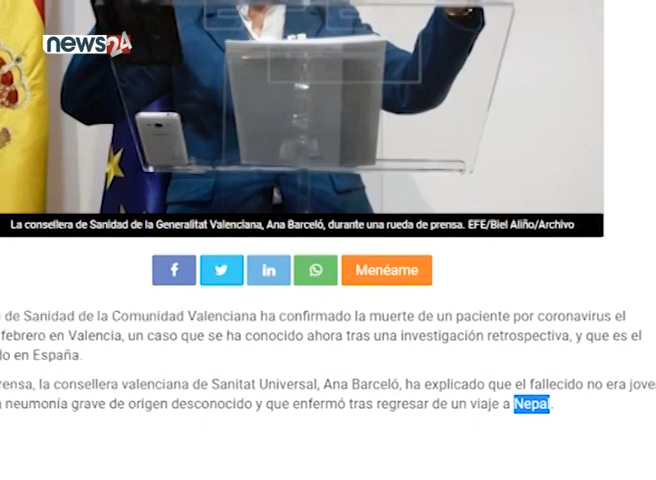 news24
La consellera de Sanidad de la Generalitat Valenciana, Ana Barceló, durante una rueda de prensa. EFE/Biel Aliño/Archivo
f
in
Menéame
de Sanidad de la Comunidad Valenciana ha confirmado la muerte de un paciente por coronavirus el
febrero en Valencia, un caso que se ha conocido ahora tras una investigación retrospectiva, y que es el
do en España.
rensa, la consellera valenciana de Sanitat Universal, Ana Barceló, ha explicado que el fallecido no era jove
neumonía grave de origen desconocido y que enfermó tras regresar de un viaje a Nepal.